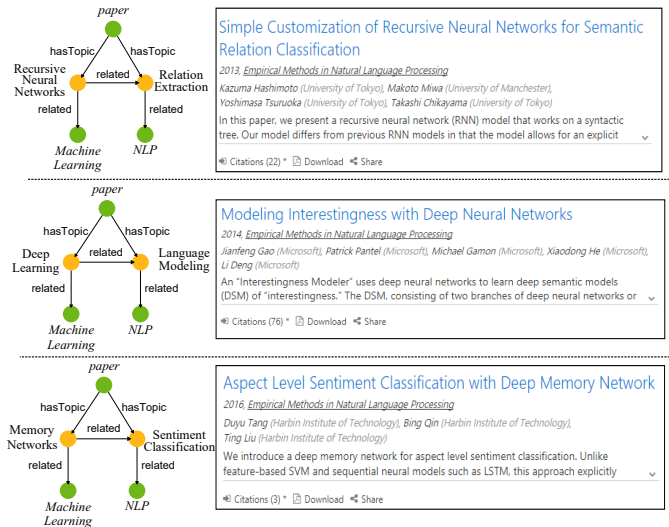 paper
hasTopic hasTopic
related
Recursive
Neural
Networks
Relation
Extraction
related related
Machine
Learning
NLP
Simple Customization of Recursive Neural Networks for Semantic
Relation Classification
2013, Empirical Methods in Natural Language Processing
Kazuma Hashimoto (University of Tokyo), Makoto Miwa (University of Manchester),
Yoshimasa Tsuruoka (University of Tokyo), Takashi Chikayama (University of Tokyo)
In this paper, we present a recursive neural network (RNN) model that works on a syntactic
tree. Our model differs from previous RNN models in that the model allows for an explicit
Citations (22) * Download Share
paper
hasTopic hasTopic
related
Deep
Learning
Language
Modeling
related related
Machine
Learning
NLP
Modeling Interestingness with Deep Neural Networks
2014, Empirical Methods in Natural Language Processing
Jianfeng Gao (Microsoft), Patrick Pantel (Microsoft), Michael Gamon (Microsoft), Xiaodong He (Microsoft),
Li Deng (Microsoft)
An “Interestingness Modeler” uses deep neural networks to learn deep semantic models
(DSM) of “interestingness.” The DSM, consisting of two branches of deep neural networks or
Citations (76) * Download Share
paper
hasTopic hasTopic
related
Memory
Networks
Sentiment
Classification
related related
Machine
Learning
NLP
Aspect Level Sentiment Classification with Deep Memory Network
2016, Empirical Methods in Natural Language Processing
Duyu Tang (Harbin Institute of Technology), Bing Qin (Harbin Institute of Technology),
Ting Liu (Harbin Institute of Technology)
We introduce a deep memory network for aspect level sentiment classification. Unlike
feature-based SVM and sequential neural models such as LSTM, this approach explicitly
Citations (3) * Download Share